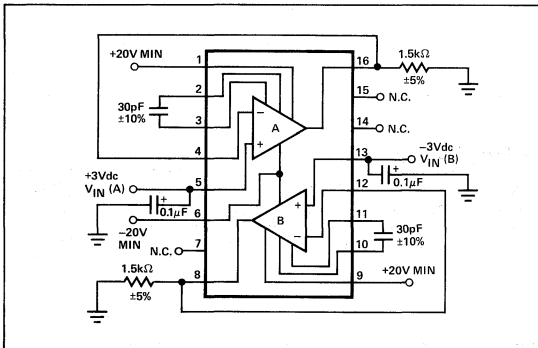 +20V MIN
1
16
1.5kΩ
±5%
2
15
N.C.
30pF
±10%
3
A
−
+
14
N.C.
4
13
−3Vdc
VIN (B)
+3Vdc
VIN (A)
5
+
0.1μF
12
+
0.1μF
6
−20V
MIN
B
+
−
11
30pF
±10%
10
N.C.
7
1.5kΩ
±5%
8
9
+20V MIN